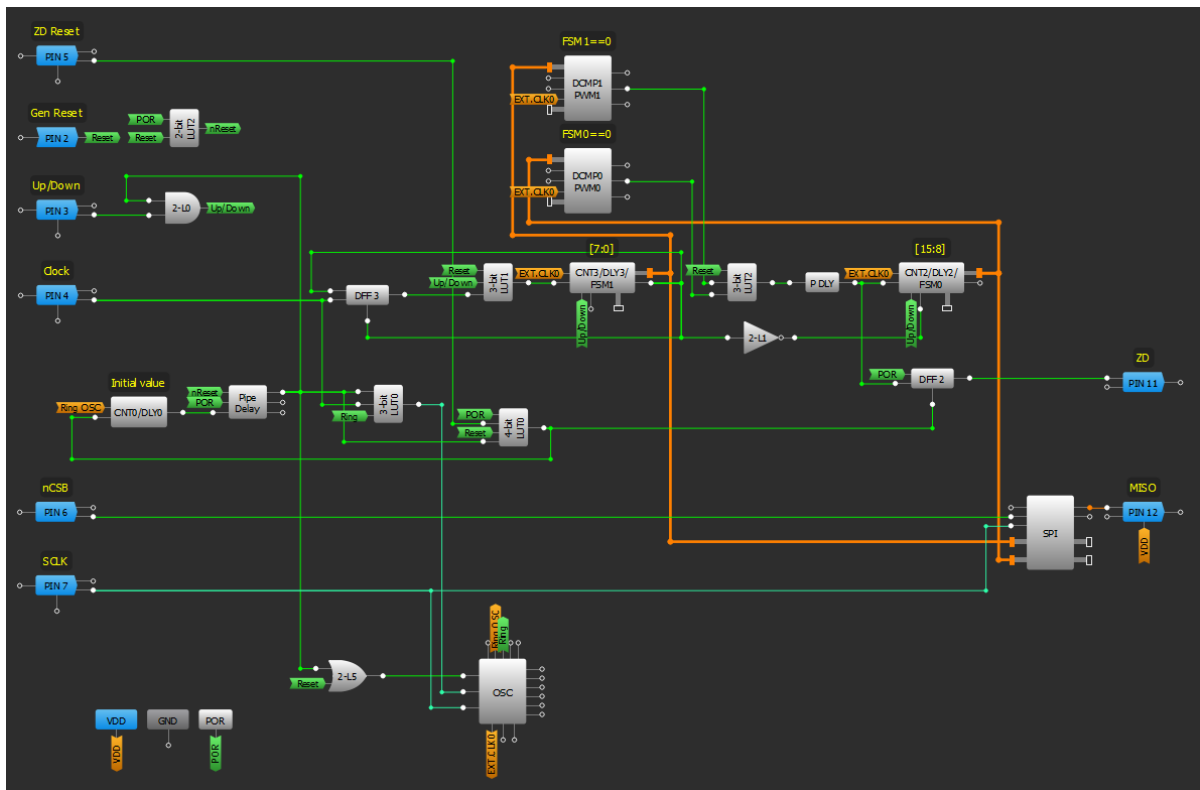 ZD Reset
PIN 5
Gen Reset
PIN 2
Reset
POR
Reset
2-bit
LUT2
nReset
Up/Down
PIN 3
2-L0
Up/Down
Clock
PIN 4
FSM1==0
DCMP1
PWM1
EXT.CLK0
FSM0==0
DCMP0
PWM0
EXT.CLK0
DFF 3
Reset
Up/Down
3-bit
LUT1
EXT.CLK0
[7:0]
CNT3/DLY3/
FSM1
Up/Down
Reset
3-bit
LUT2
P DLY
EXT.CLK0
[15:8]
CNT2/DLY2/
FSM0
Up/Down
2-L1
Initial value
Ring OSC
CNT0/DLY0
nReset
POR
Pipe
Delay
Ring
3-bit
LUT0
POR
Reset
4-bit
LUT0
POR
DFF 2
ZD
PIN 11
nCSB
PIN 6
SCLK
PIN 7
SPI
MISO
PIN 12
VDD
Reset
2-L5
Ring OSC
Ring
OSC
EXT.CLK0
VDD
GND
POR
VDD
POR